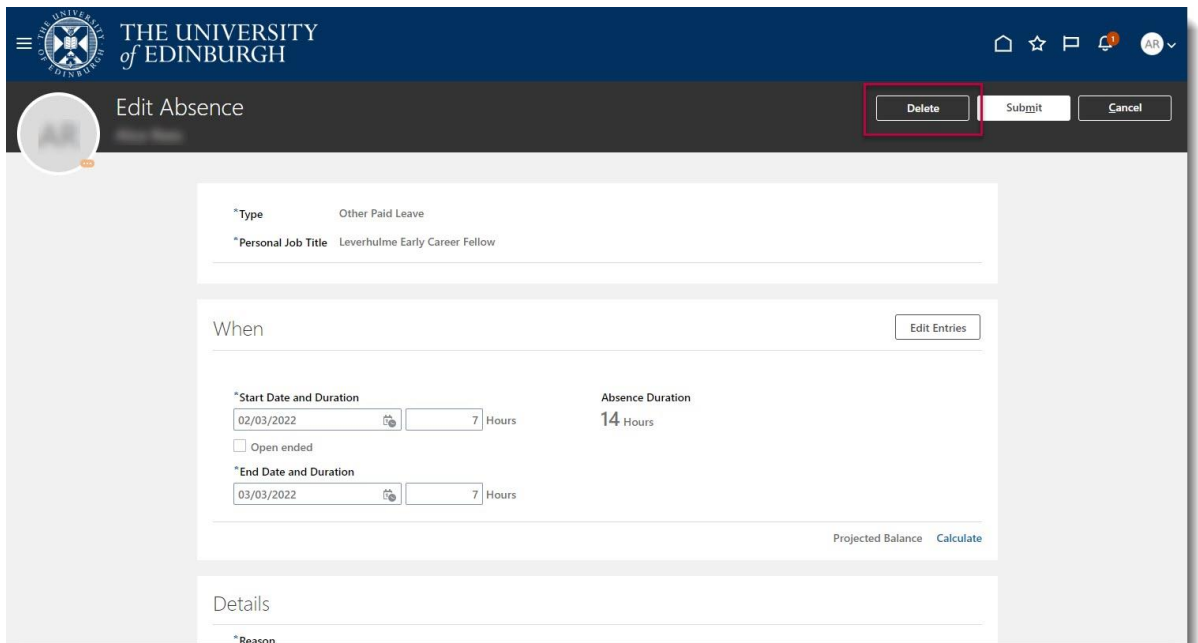 THE UNIVERSITY
of EDINBURGH
1
AR
Edit Absence
Delete
Submit
Cancel
AR
*Type Other Paid Leave
*Personal Job Title Leverhulme Early Career Fellow
When
Edit Entries
*Start Date and Duration Absence Duration
02/03/2022 7 Hours 14 Hours
Open ended
*End Date and Duration
03/03/2022 7 Hours
Projected Balance Calculate
Details
*Reason